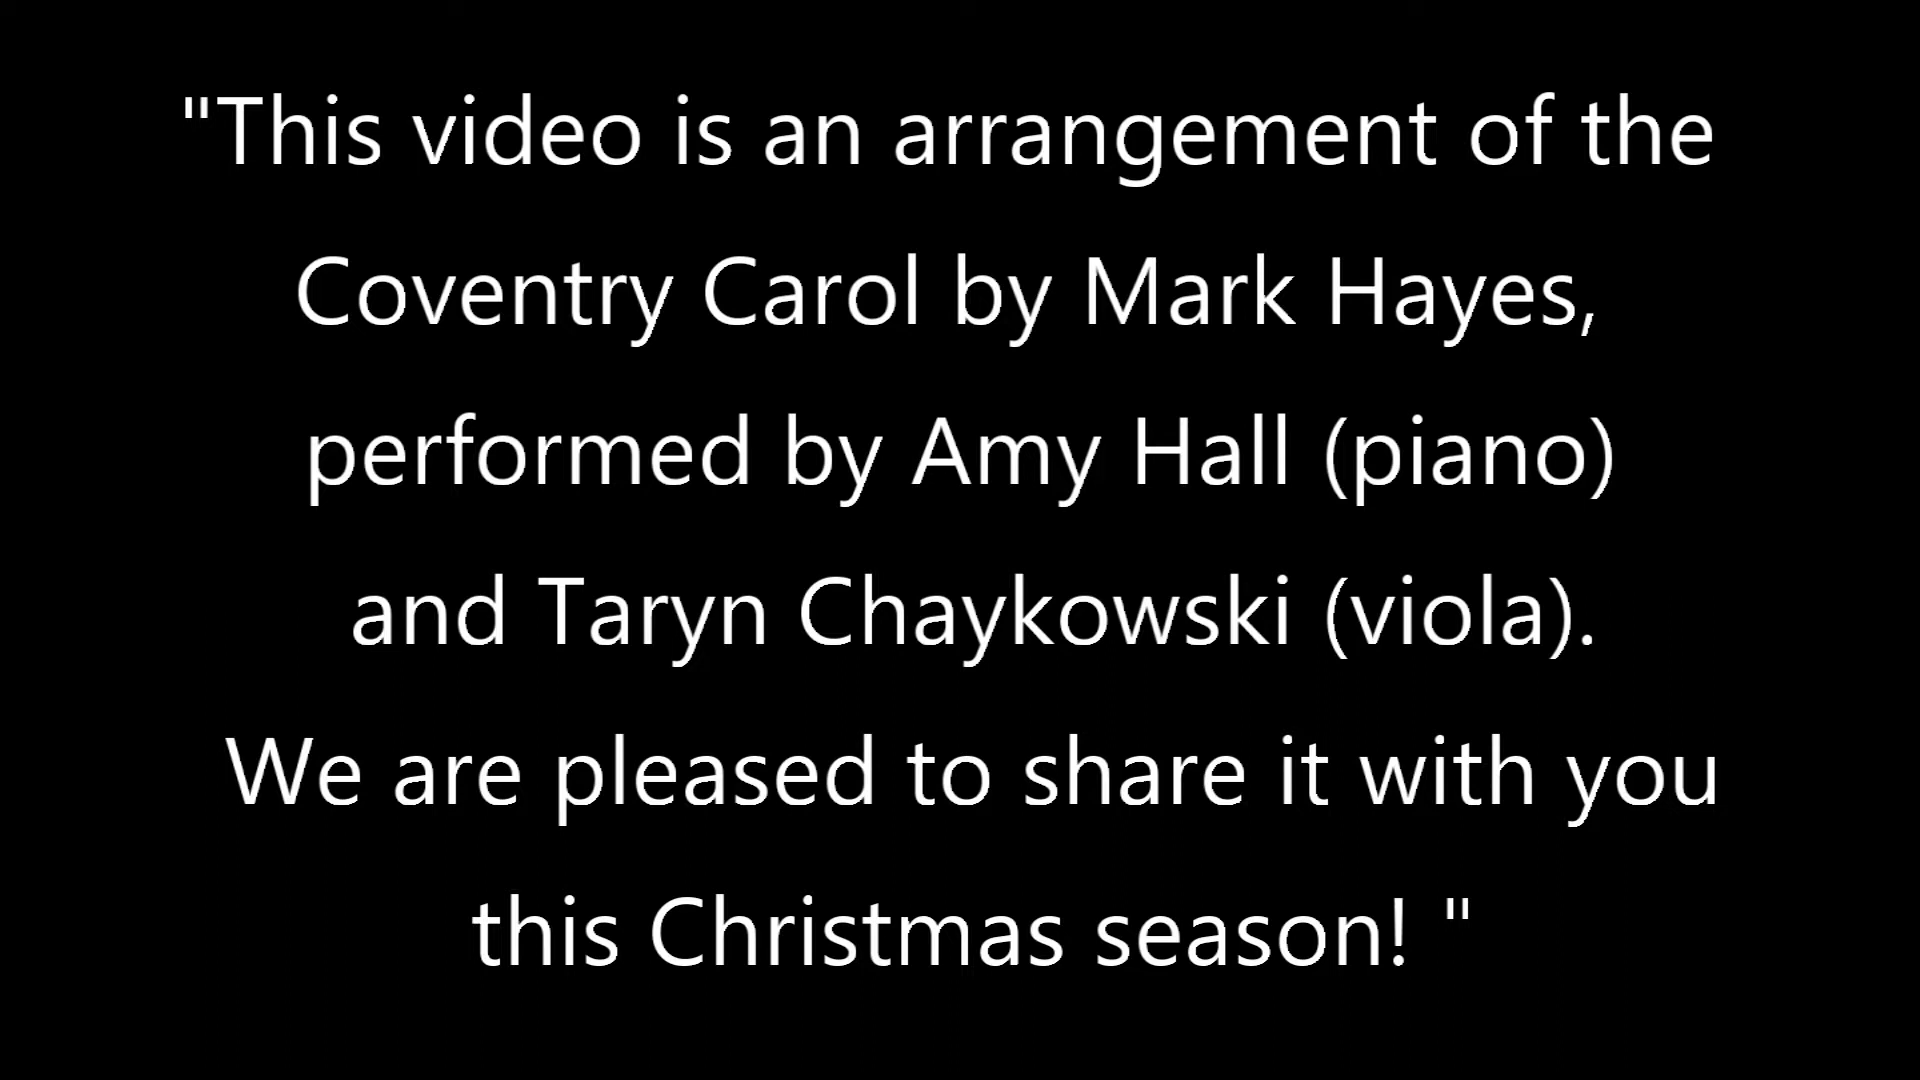 "This video is an arrangement of the
Coventry Carol by Mark Hayes,
performed by Amy Hall (piano)
and Taryn Chaykowski (viola).
We are pleased to share it with you
this Christmas season! "